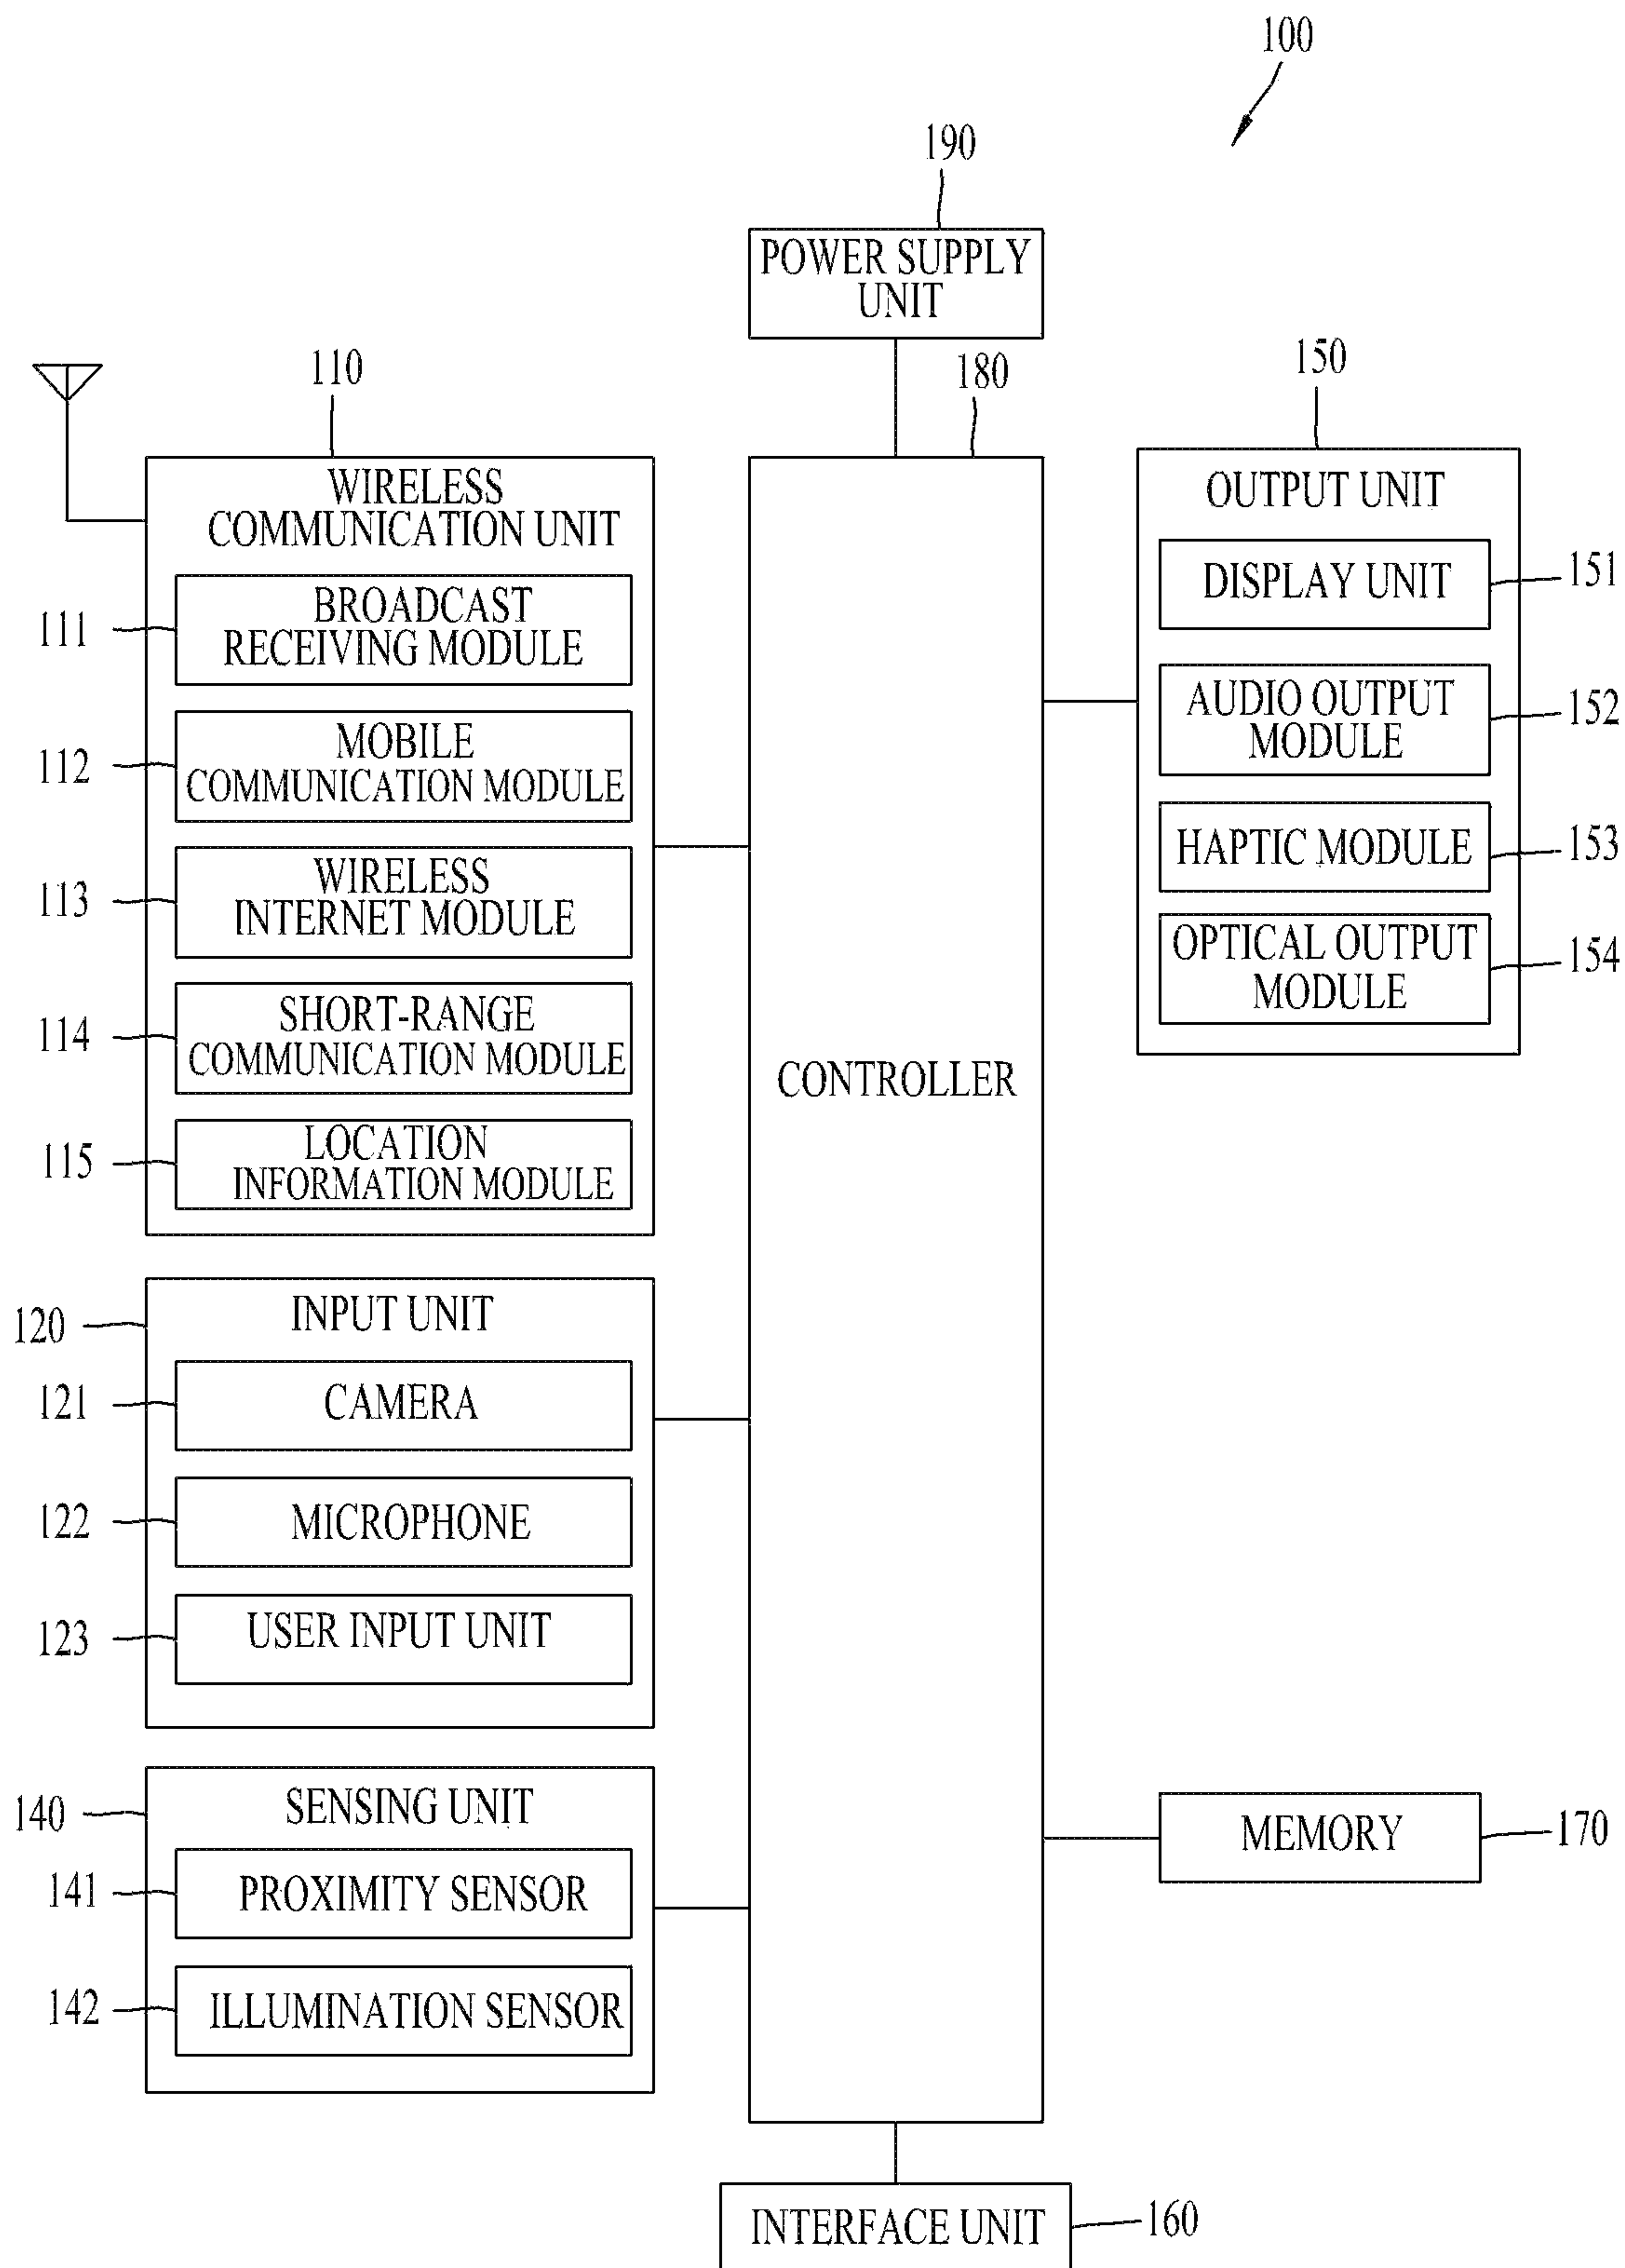 100
190
POWER SUPPLY
UNIT
110
180
150
WIRELESS
COMMUNICATION UNIT
111
BROADCAST
RECEIVING MODULE
112
MOBILE
COMMUNICATION MODULE
113
WIRELESS
INTERNET MODULE
114
SHORT-RANGE
COMMUNICATION MODULE
115
LOCATION
INFORMATION MODULE
120
INPUT UNIT
121
CAMERA
122
MICROPHONE
123
USER INPUT UNIT
140
SENSING UNIT
141
PROXIMITY SENSOR
142
ILLUMINATION SENSOR
CONTROLLER
OUTPUT UNIT
DISPLAY UNIT
151
AUDIO OUTPUT
MODULE
152
HAPTIC MODULE
153
OPTICAL OUTPUT
MODULE
154
MEMORY
170
INTERFACE UNIT
160